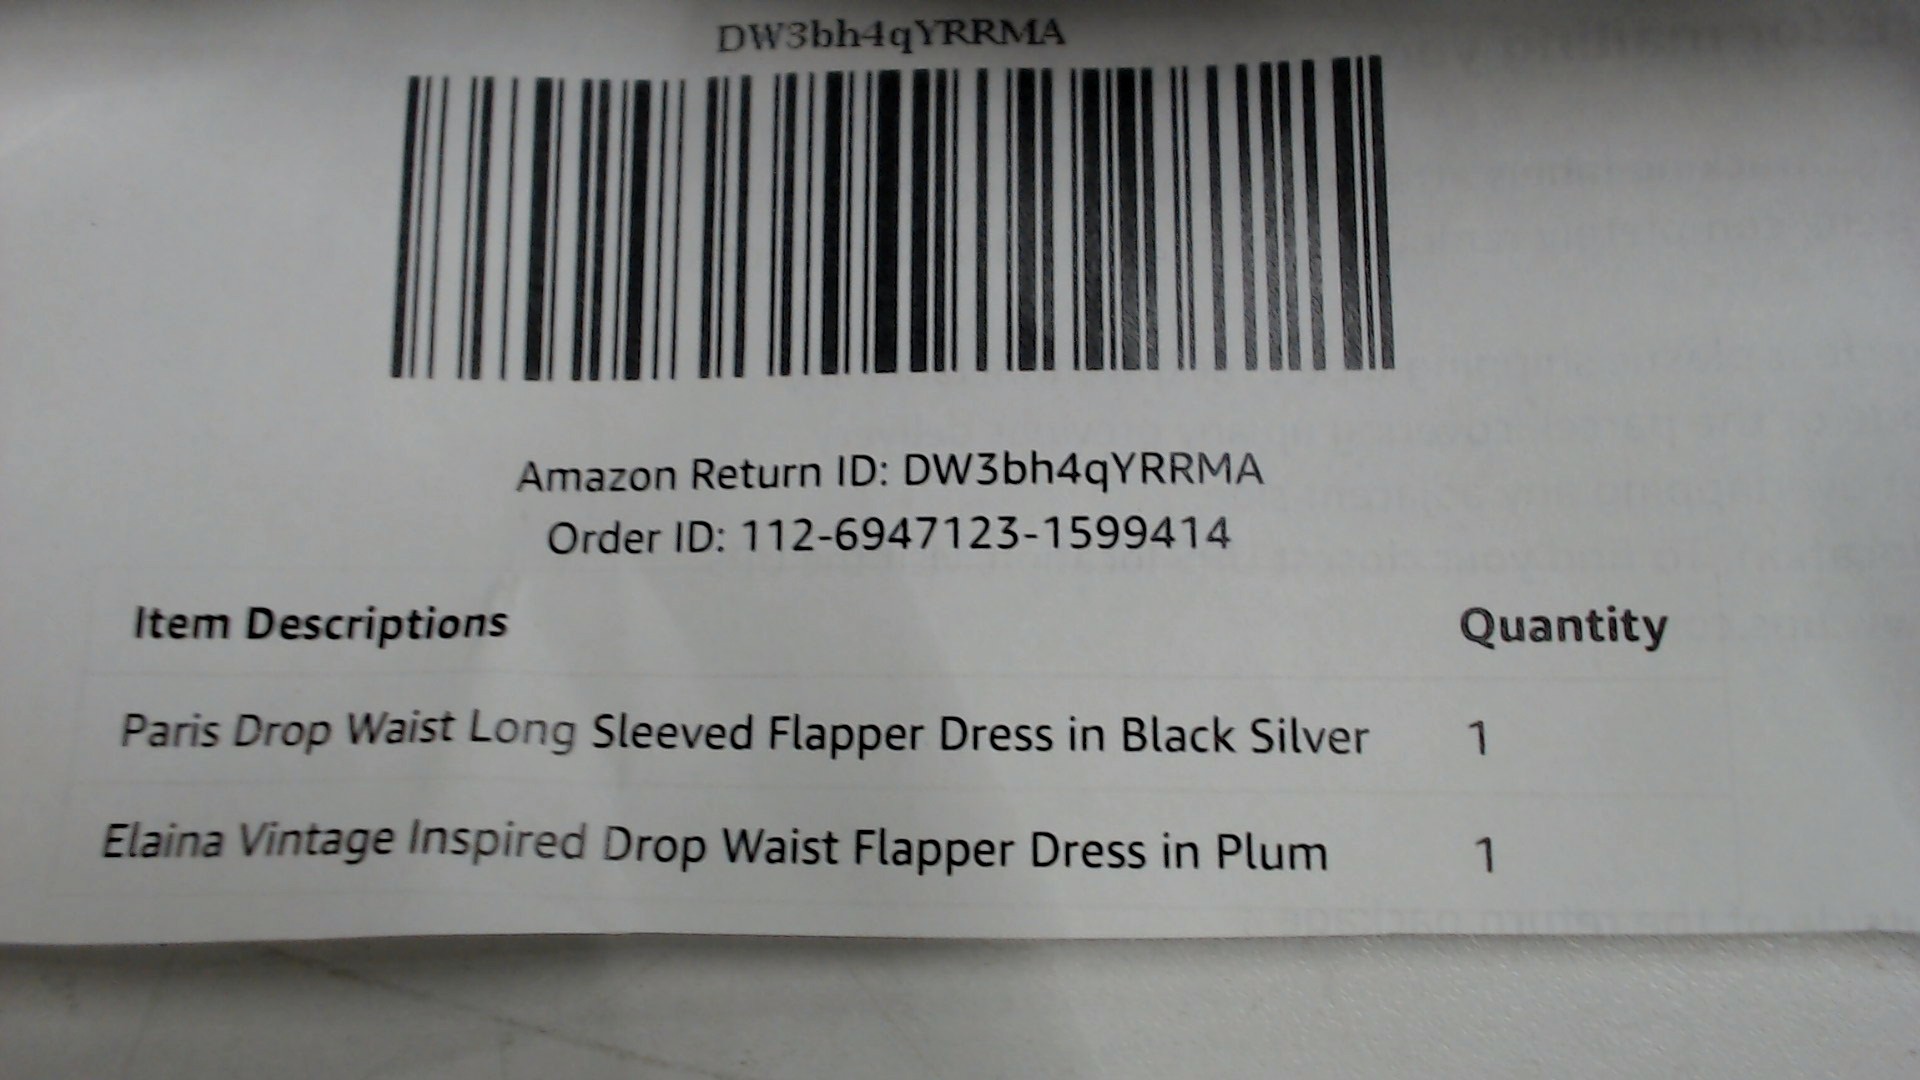 DW3bh4qYRRMA
Amazon Return ID: DW3bh4qYRRMA
Order ID: 112-6947123-1599414
Item Descriptions Quantity
Paris Drop Waist Long Sleeved Flapper Dress in Black Silver 1
Elaina Vintage Inspired Drop Waist Flapper Dress in Plum 1